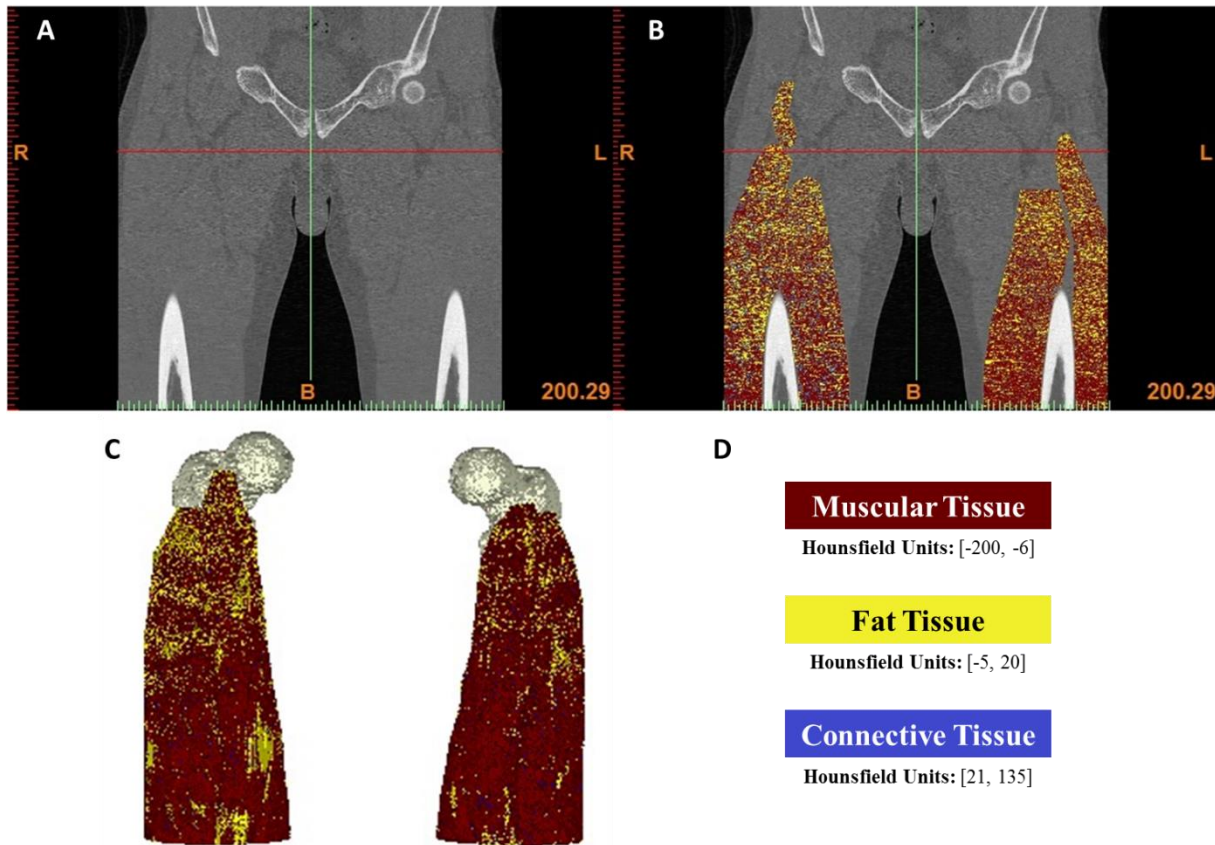 A
R
L
B
200.29
B
R
L
B
200.29
C
D
Muscular Tissue
Hounsfield Units: [-200, -6]
Fat Tissue
Hounsfield Units: [-5, 20]
Connective Tissue
Hounsfield Units: [21, 135]